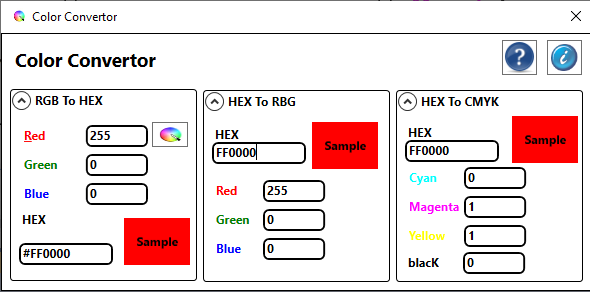 Color Convertor
Color Convertor
?
i
RGB To HEX
Red 255
Green 0
Blue 0
HEX
#FF0000
Sample
HEX To RBG
HEX
FF0000
Sample
Red 255
Green 0
Blue 0
HEX To CMYK
HEX
FF0000
Sample
Cyan 0
Magenta 1
Yellow 1
blacK 0